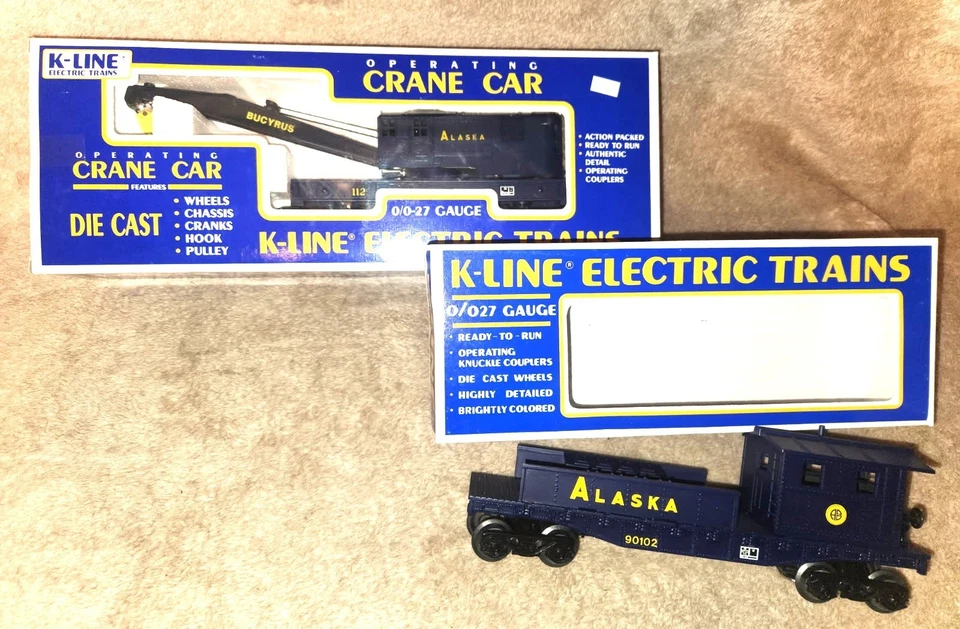 K-LINE®
ELECTRIC TRAINS
OPERATING
CRANE CAR
BUCYRUS
ALASKA
112
• ACTION PACKED
• READY TO RUN
• AUTHENTIC
DETAIL
• OPERATING
COUPLERS
OPERATING
CRANE CAR
FEATURES
DIE CAST
• WHEELS
• CHASSIS
• CRANKS
• HOOK
• PULLEY
0/0-27 GAUGE
K-LINE® ELECTRIC TRAINS
K-LINE® ELECTRIC TRAINS
0/027 GAUGE
• READY-TO-RUN
• OPERATING
KNUCKLE COUPLERS
• DIE CAST WHEELS
• HIGHLY DETAILED
• BRIGHTLY COLORED
ALASKA
90102